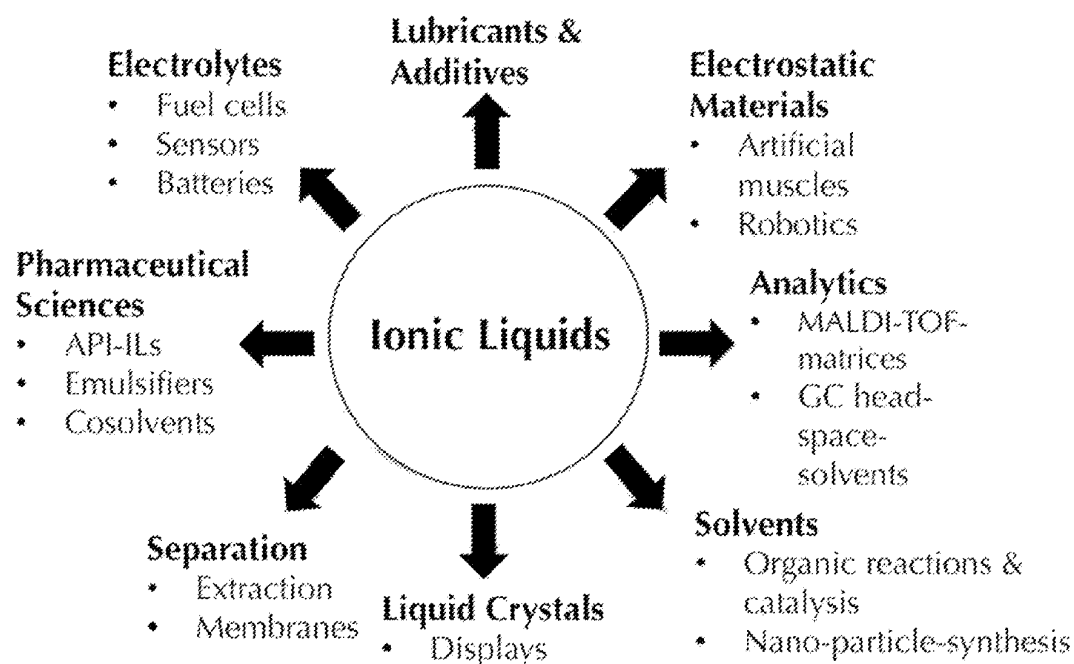 Lubricants &
Additives
Electrolytes
• Fuel cells
• Sensors
• Batteries
Electrostatic
Materials
• Artificial
muscles
• Robotics
Pharmaceutical
Sciences
• API-ILs
• Emulsifiers
• Cosolvents
Ionic Liquids
Analytics
• MALDI-TOF-
matrices
• GC head-
space-
solvents
Separation
• Extraction
• Membranes
Liquid Crystals
• Displays
Solvents
• Organic reactions &
catalysis
• Nano-particle-synthesis